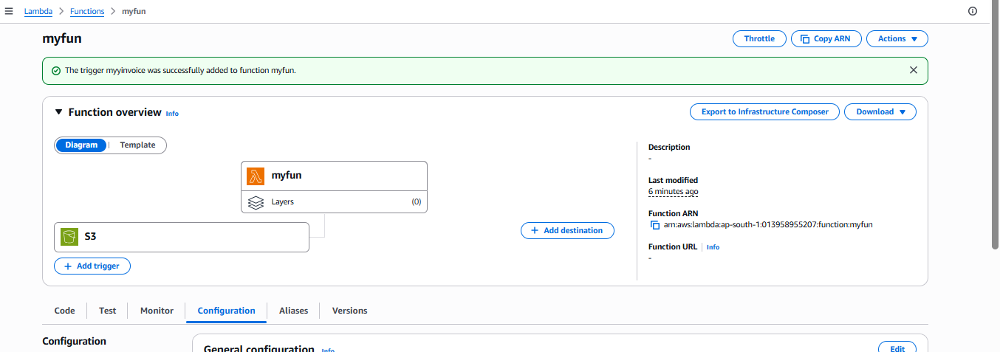 Lambda > Functions > myfun
myfun
Throttle Copy ARN Actions
The trigger myyinvoice was successfully added to function myfun.
Function overview Info
Export to Infrastructure Composer Download
Diagram Template
myfun
Layers (0)
S3
+ Add trigger
+ Add destination
Description
-
Last modified
6 minutes ago
Function ARN
arn:aws:lambda:ap-south-1:013958955207:function:myfun
Function URL Info
-
Code Test Monitor Configuration Aliases Versions
Configuration
General configuration Info Edit